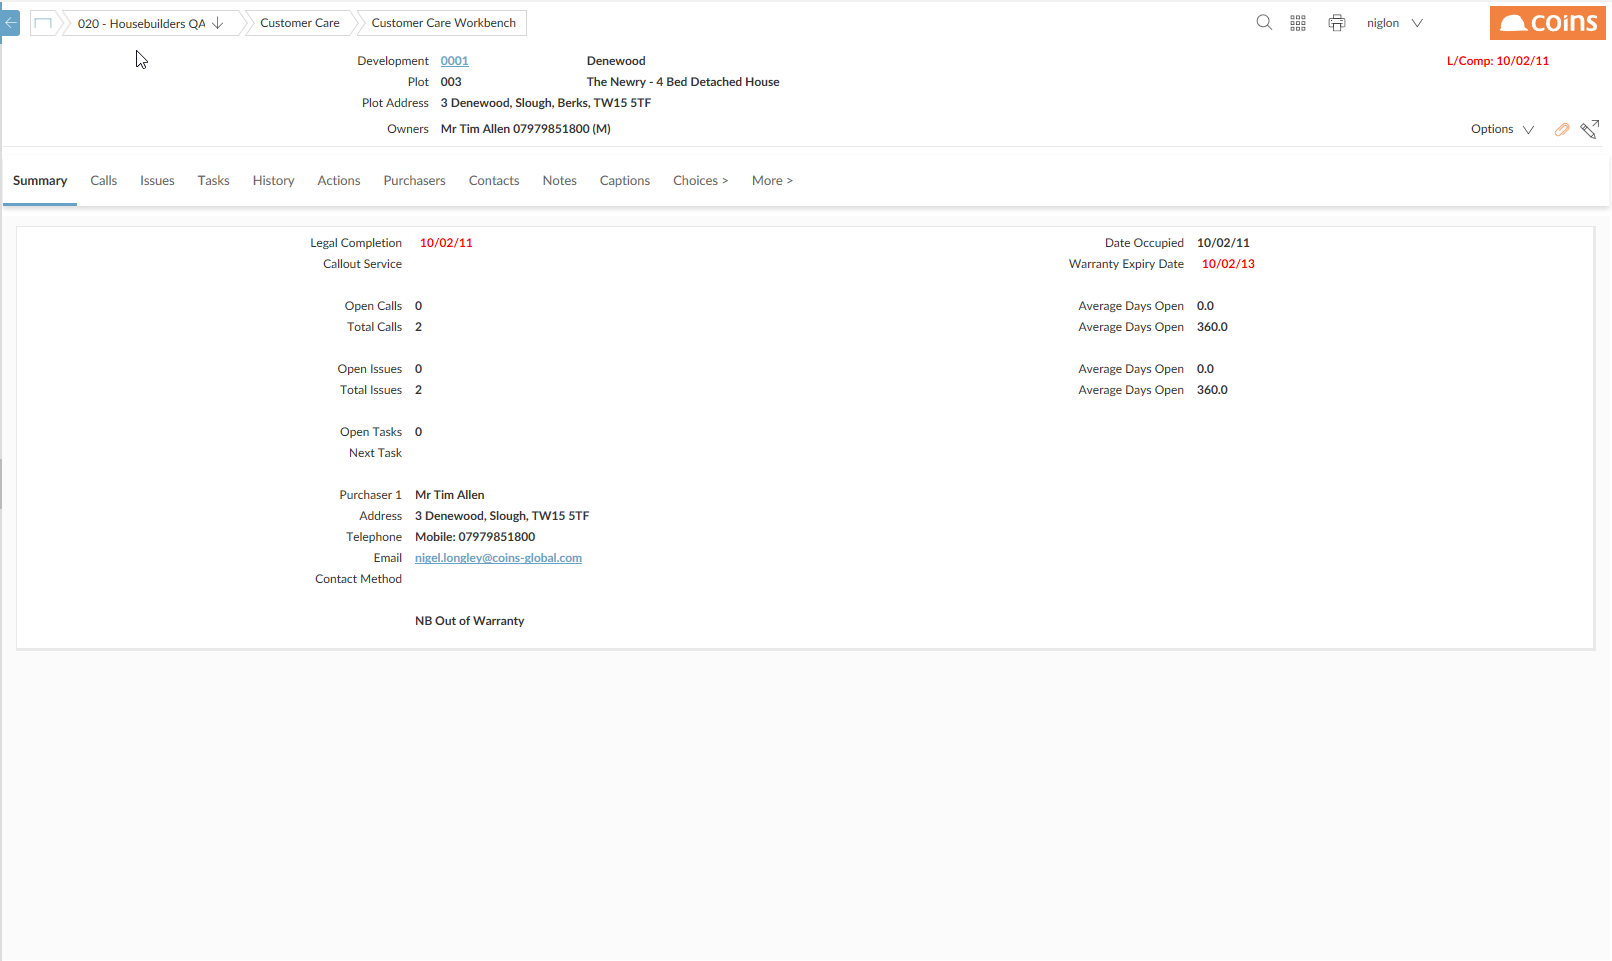 020 - Housebuilders QA
Customer Care
Customer Care Workbench
niglon
coins
Development 0001 Denewood
L/Comp: 10/02/11
Plot 003 The Newry - 4 Bed Detached House
Plot Address 3 Denewood, Slough, Berks, TW15 5TF
Owners Mr Tim Allen 07979851800 (M)
Options
Summary Calls Issues Tasks History Actions Purchasers Contacts Notes Captions Choices > More >
Legal Completion 10/02/11 Date Occupied 10/02/11
Callout Service Warranty Expiry Date 10/02/13
Open Calls 0 Average Days Open 0.0
Total Calls 2 Average Days Open 360.0
Open Issues 0 Average Days Open 0.0
Total Issues 2 Average Days Open 360.0
Open Tasks 0
Next Task
Purchaser 1 Mr Tim Allen
Address 3 Denewood, Slough, TW15 5TF
Telephone Mobile: 07979851800
Email nigel.longley@coins-global.com
Contact Method
NB Out of Warranty